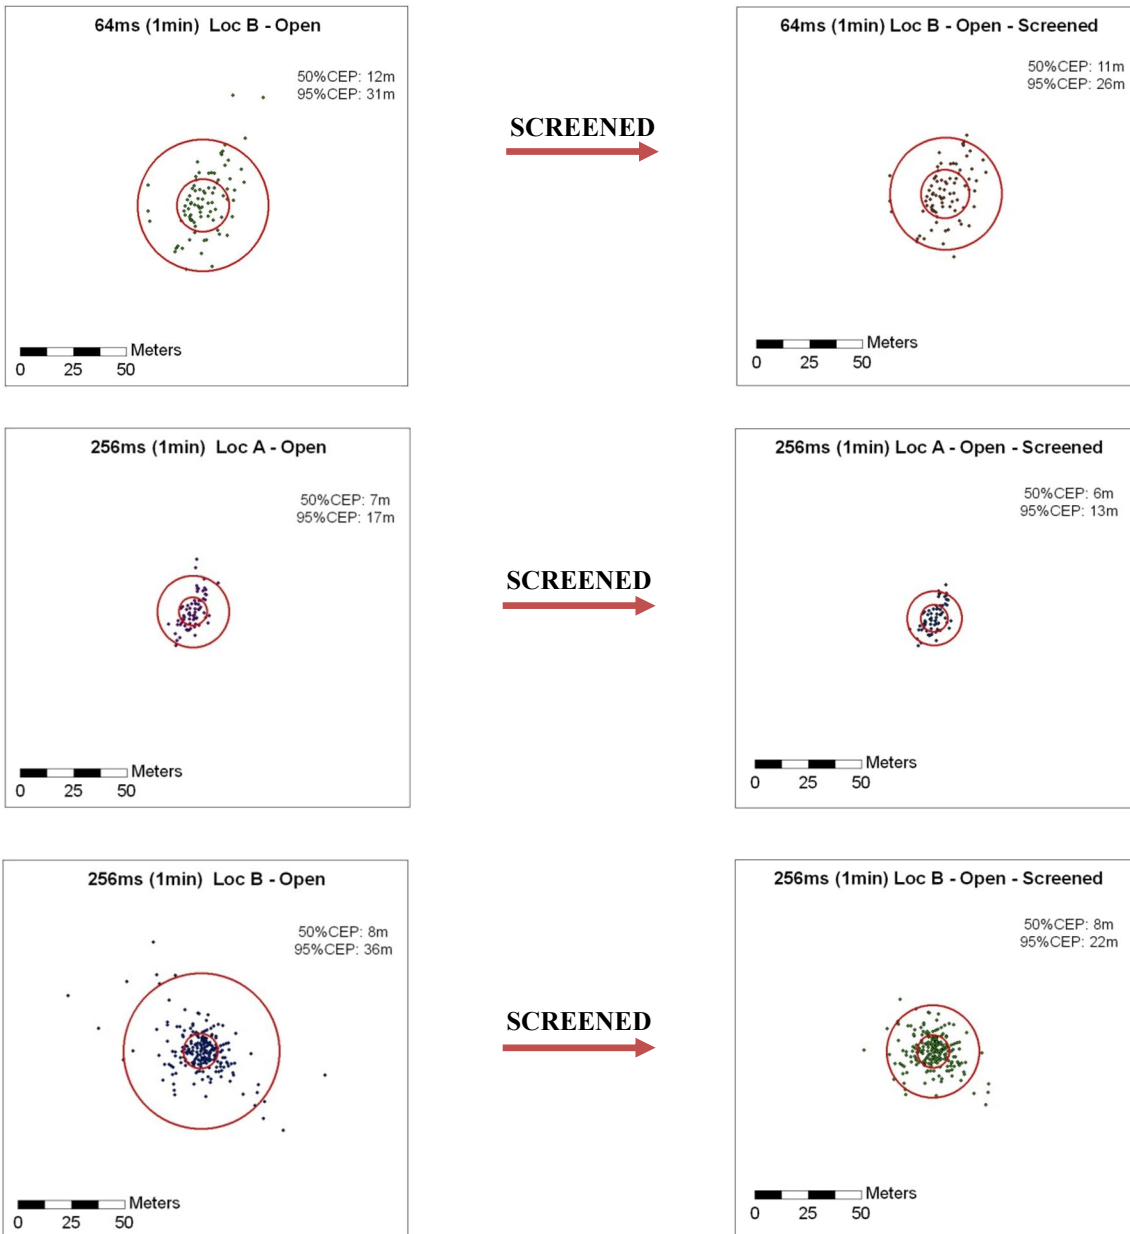 64ms (1min)  Loc B - Open
50%CEP: 12m
95%CEP: 31m
Meters
0 25 50
SCREENED
64ms (1min) Loc B - Open - Screened
50%CEP: 11m
95%CEP: 26m
Meters
0 25 50
256ms (1min)  Loc A - Open
50%CEP: 7m
95%CEP: 17m
Meters
0 25 50
SCREENED
256ms (1min) Loc A - Open - Screened
50%CEP: 6m
95%CEP: 13m
Meters
0 25 50
256ms (1min)  Loc B - Open
50%CEP: 8m
95%CEP: 36m
Meters
0 25 50
SCREENED
256ms (1min) Loc B - Open - Screened
50%CEP: 8m
95%CEP: 22m
Meters
0 25 50